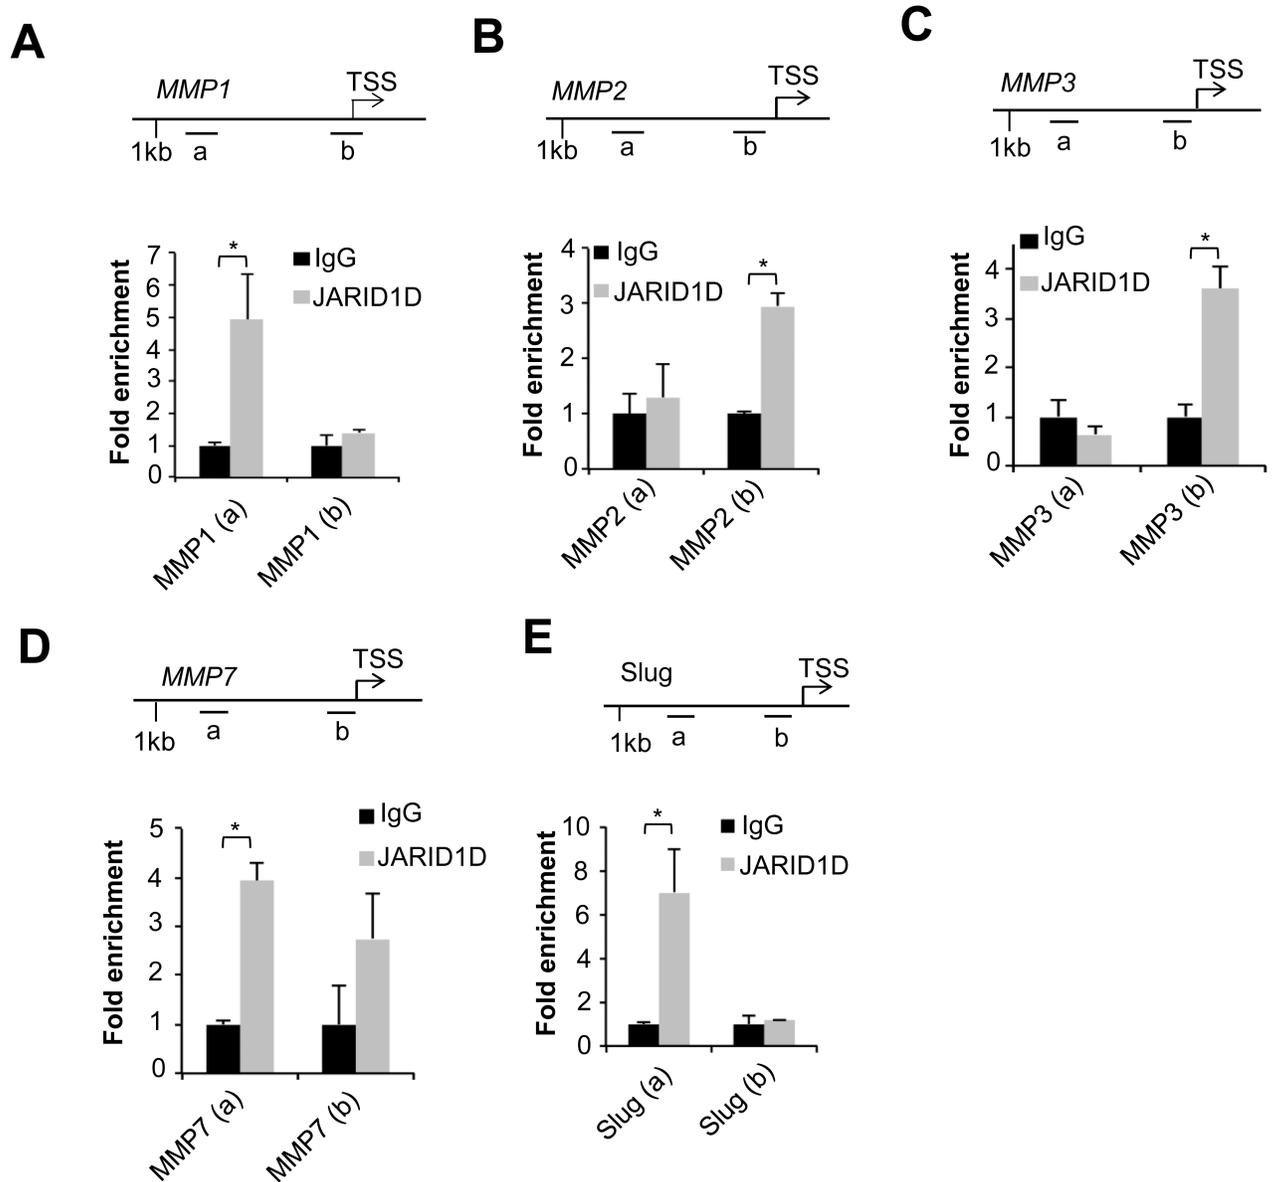 A
MMP1
TSS
1kb
a
b
Fold enrichment
7
6
5
4
3
2
1
0
*
IgG
JARID1D
MMP1 (a)
MMP1 (b)
B
MMP2
TSS
1kb
a
b
Fold enrichment
4
3
2
1
0
IgG
JARID1D
*
MMP2 (a)
MMP2 (b)
C
MMP3
TSS
1kb
a
b
Fold enrichment
4
3
2
1
0
IgG
JARID1D
*
MMP3 (a)
MMP3 (b)
D
MMP7
TSS
1kb
a
b
Fold enrichment
5
4
3
2
1
0
*
IgG
JARID1D
MMP7 (a)
MMP7 (b)
E
Slug
TSS
1kb
a
b
Fold enrichment
10
8
6
4
2
0
*
IgG
JARID1D
Slug (a)
Slug (b)